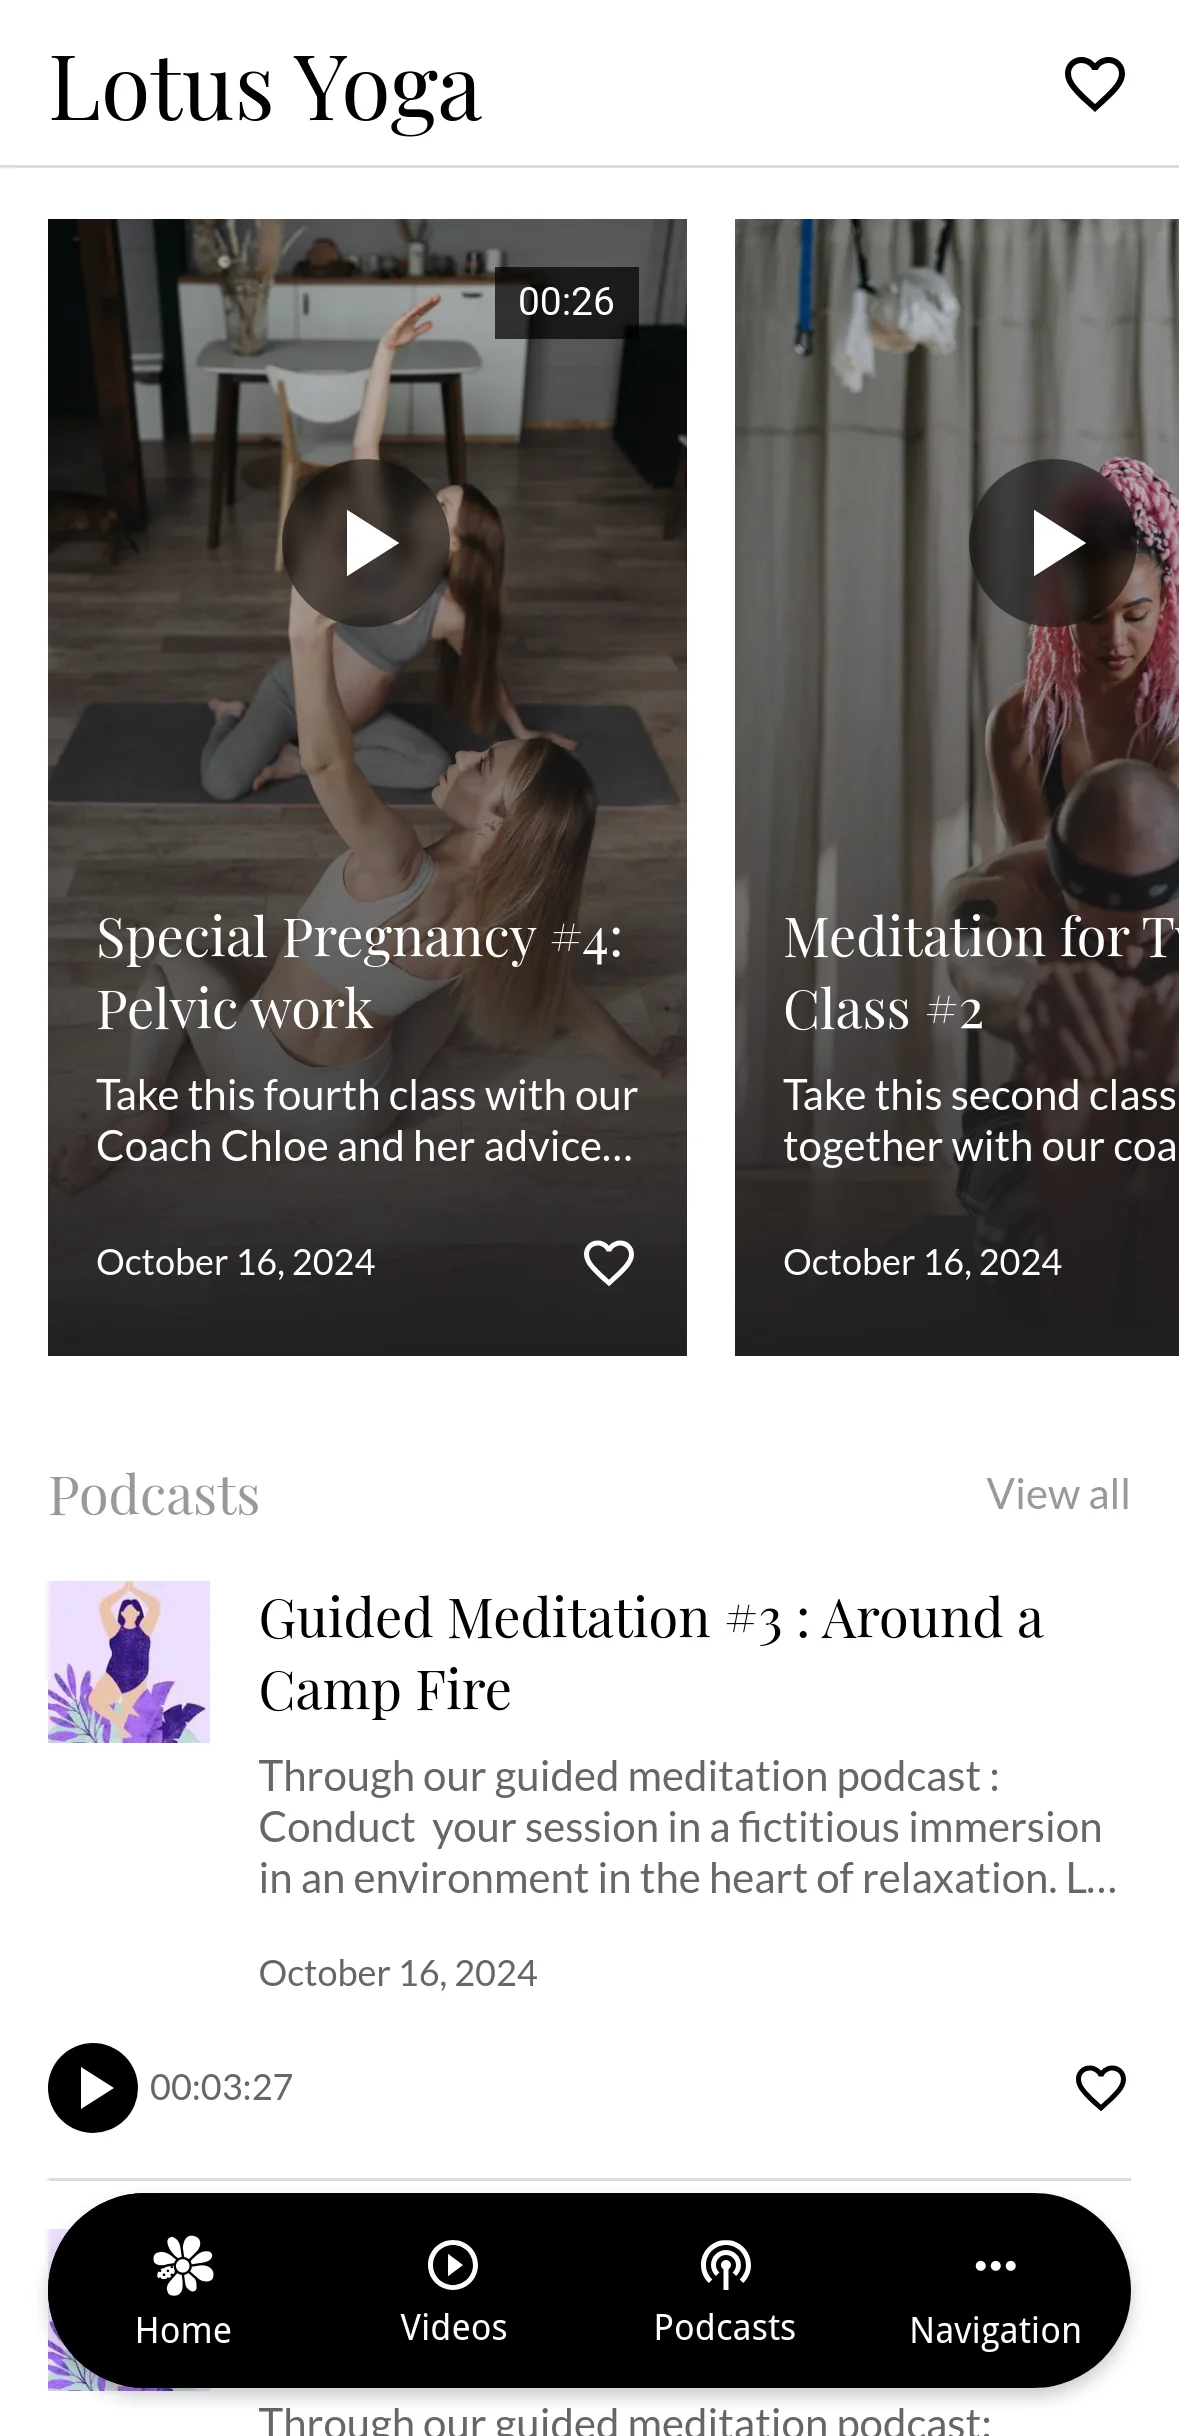 Lotus Yoga
00:26
Special Pregnancy #4:
Pelvic work
Take this fourth class with our
Coach Chloe and her advice...
October 16, 2024
Meditation for
Class #2
Take this second class
together with our
October 16, 2024
Podcasts
View all
Guided Meditation #3 : Around a
Camp Fire
Through our guided meditation podcast :
Conduct  your session in a fictitious immersion
in an environment in the heart of relaxation. L...
October 16, 2024
00:03:27
Home
Videos
Podcasts
Navigation
Through our guided meditation podcast: